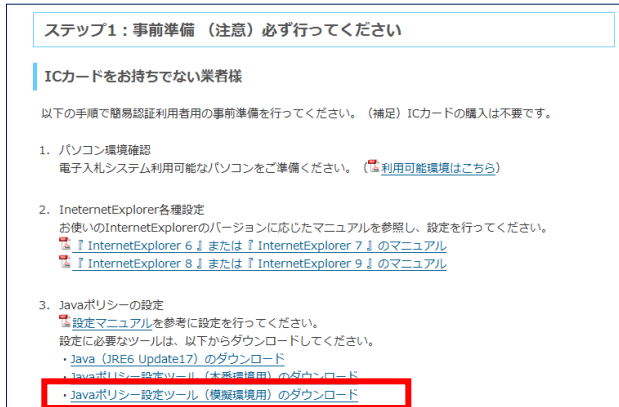 ステップ1：事前準備 （注意）必ず行ってください
ICカードをお持ちでない業者様
以下の手順で簡易認証利用者用の事前準備を行ってください。（補足）ICカードの購入は不要です。
1. パソコン環境確認
電子入札システム利用可能なパソコンをご準備ください。（利用可能環境はこちら）
2. IneternetExplorer各種設定
お使いのInternetExplorerのバージョンに応じたマニュアルを参照し、設定を行ってください。
『 InternetExplorer 6 』または『 InternetExplorer 7 』のマニュアル
『 InternetExplorer 8 』または『 InternetExplorer 9 』のマニュアル
3. Javaポリシーの設定
設定マニュアルを参考に設定を行ってください。
設定に必要なツールは、以下からダウンロードしてください。
・Java（JRE6 Update17）のダウンロード
・Javaポリシー設定ツール（本番環境用）のダウンロード
・Javaポリシー設定ツール（模擬環境用）のダウンロード